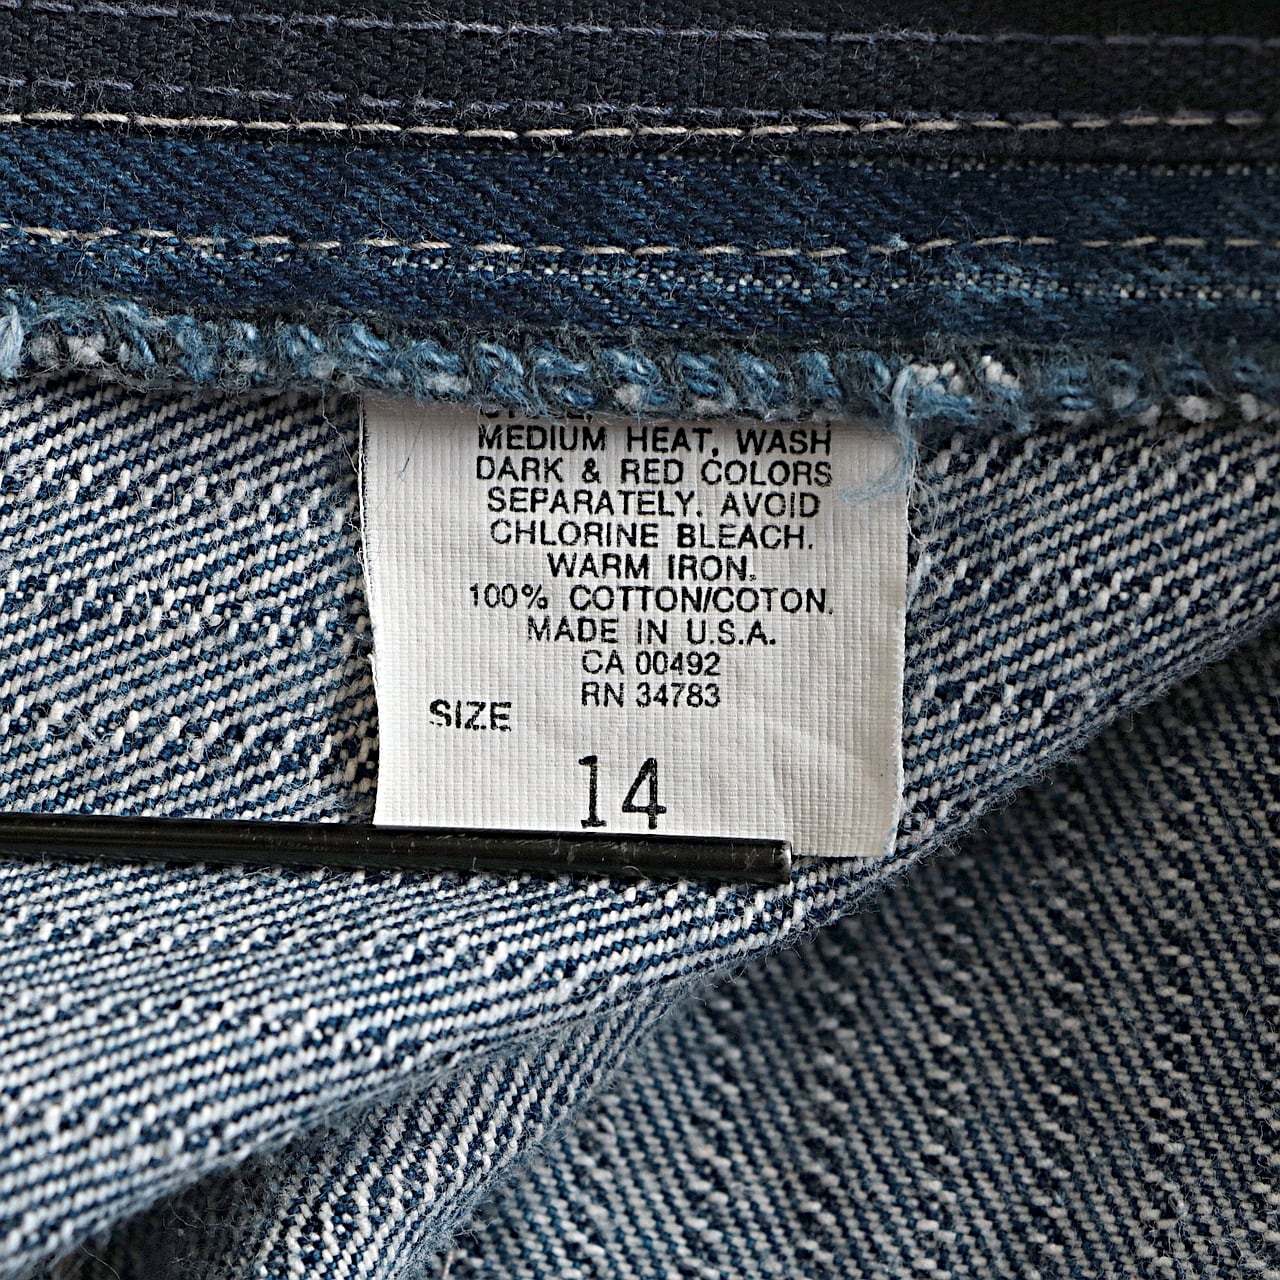 MEDIUM HEAT, WASH
DARK & RED COLORS
SEPARATELY. AVOID
CHLORINE BLEACH.
WARM IRON.
100% COTTON/COTON.
MADE IN U.S.A.
CA 00492
RN 34783
SIZE
14